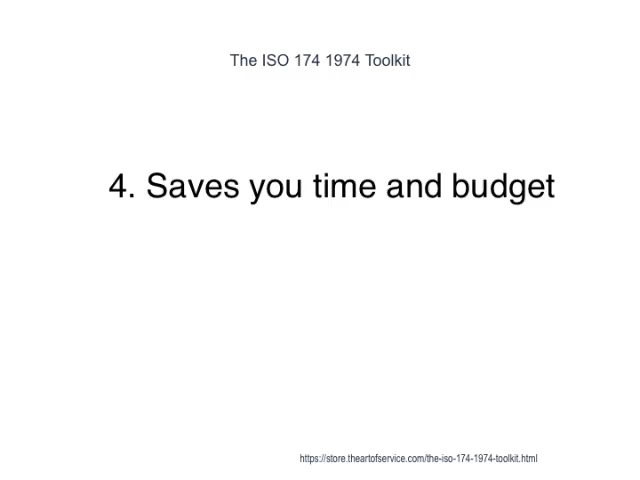 The ISO 174 1974 Toolkit
4. Saves you time and budget
https://store.theartofservice.com/the-iso-174-1974-toolkit.html